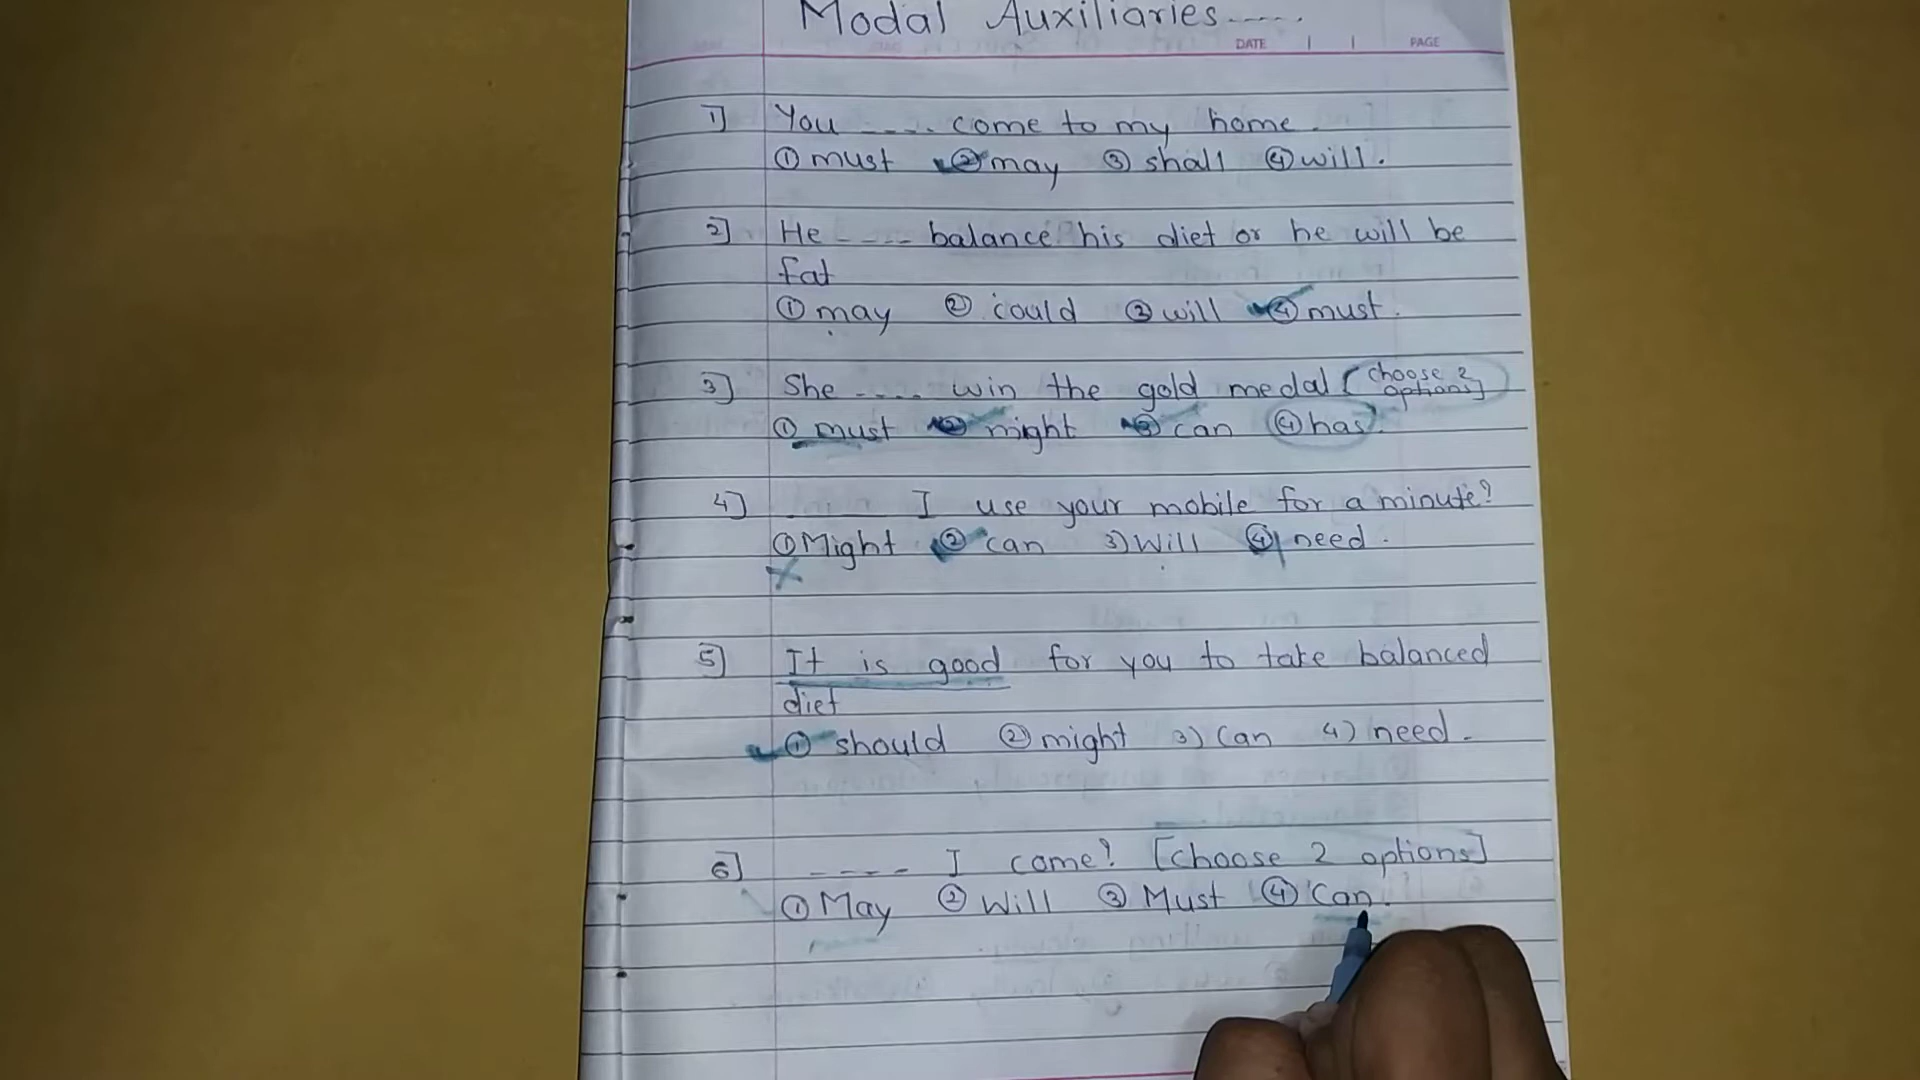 Modal Auxiliaries.....
DATE | | PAGE
1] You .... come to my home.
① must ② may ③ shall ④ will.
2] He .... balance his diet or he will be
fat
① may ② could ③ will ④ must.
3] She .... win the gold medal [choose 2
options]
① must ② might ③ can ④ has.
4] ..... I use your mobile for a minute?
① Might ② can 3) Will ④ need.
5] It is good for you to take balanced
diet
① should ② might 3) can 4) need.
6] ---- I come? [choose 2 options]
① May ② Will ③ Must ④ Can.